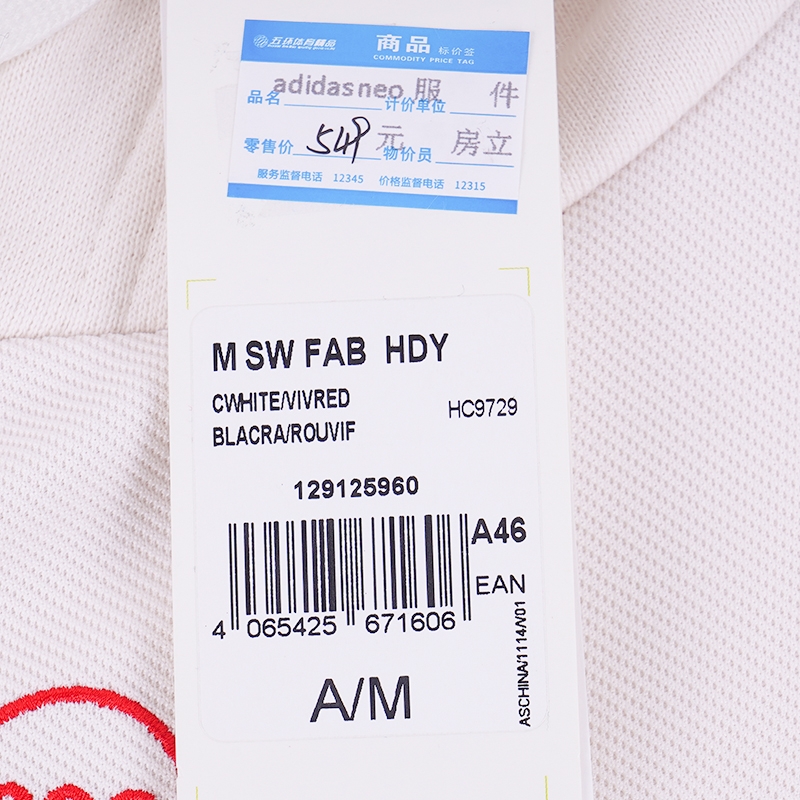 五环体育精品 商品 标价签
COMMODITY PRICE TAG
品名 adidasneo 服 计价单位 件
零售价 549 元 物价员 房立
服务监督电话 12345 价格监督电话 12315
M SW FAB HDY
CWHITE/VIVRED
HC9729
BLACRA/ROUVIF
129125960
A46
EAN
4 065425 671606
A/M
ASCHINA/1114/V01